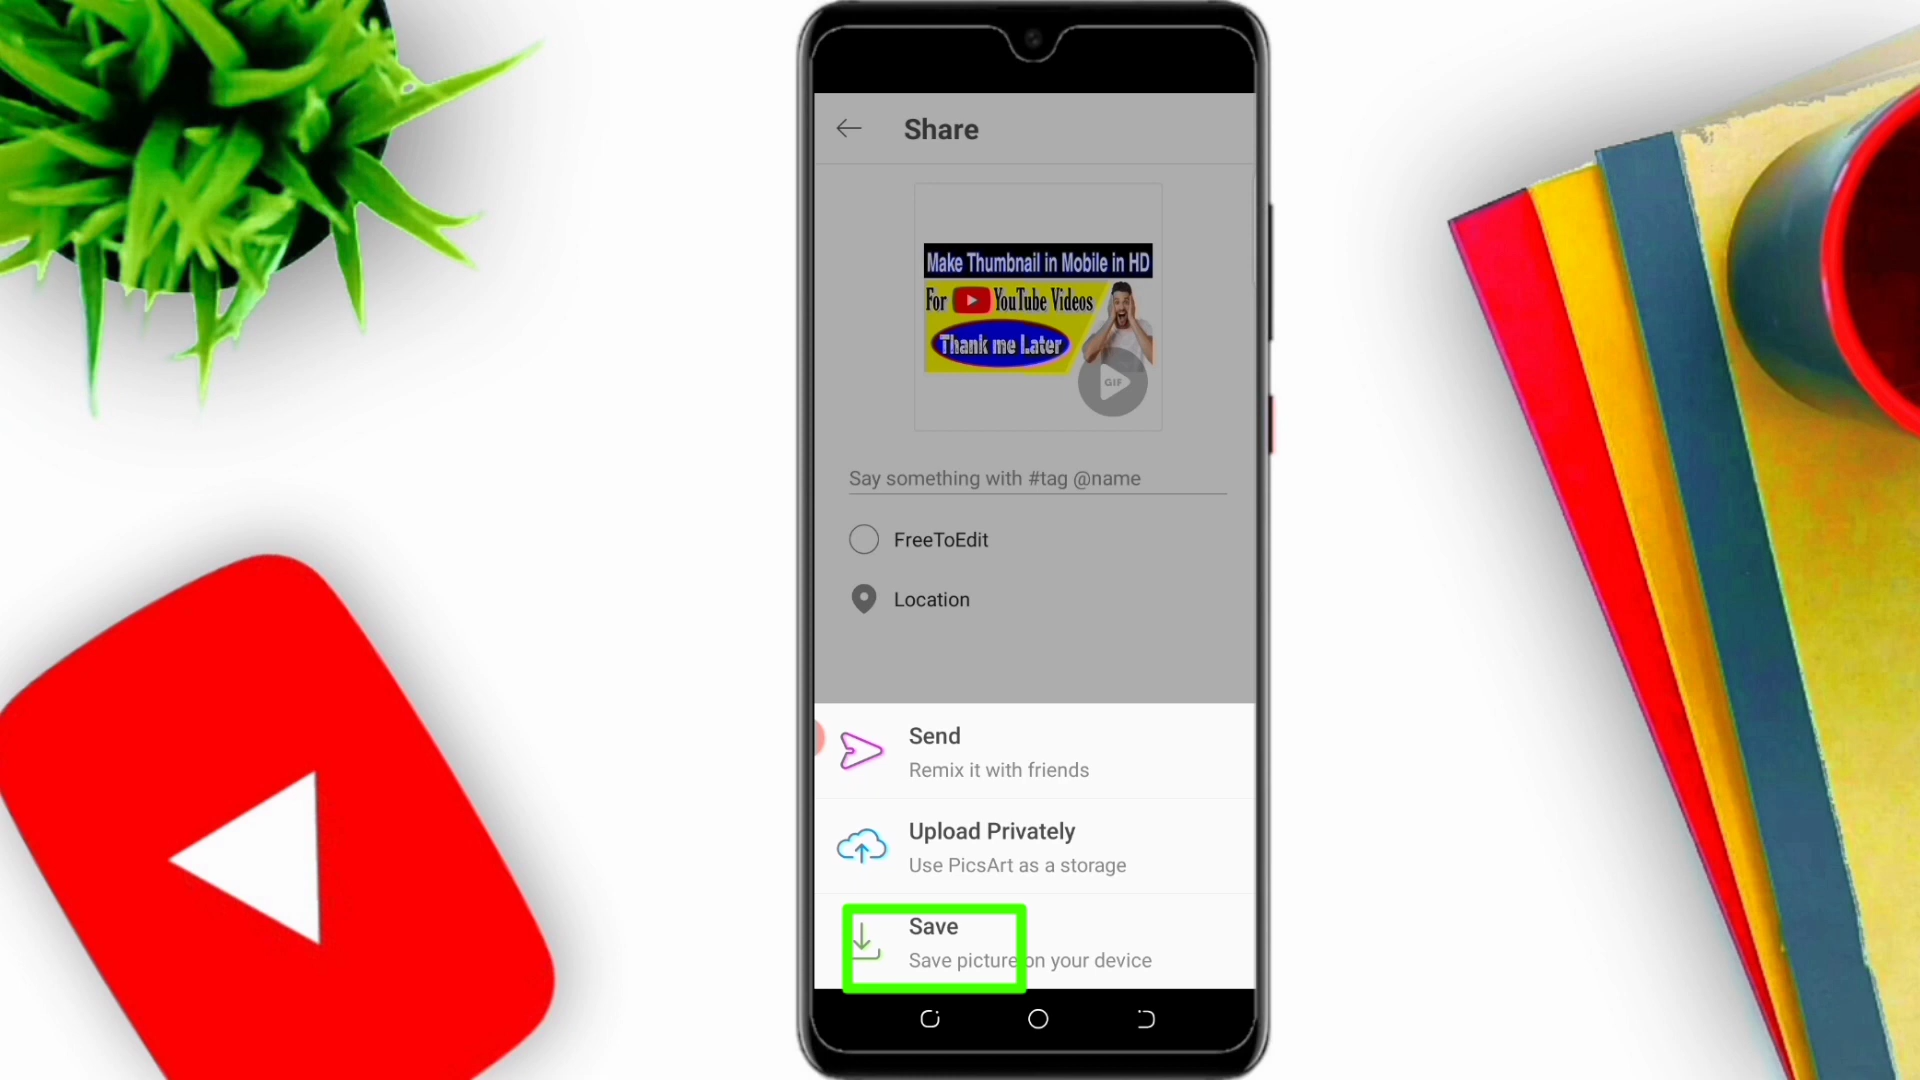 Share
Make Thumbnail in Mobile in HD
For YouTube Videos
Thank me Later
GIF
Say something with #tag @name
FreeToEdit
Location
Send
Remix it with friends
Upload Privately
Use PicsArt as a storage
Save
Save picture on your device